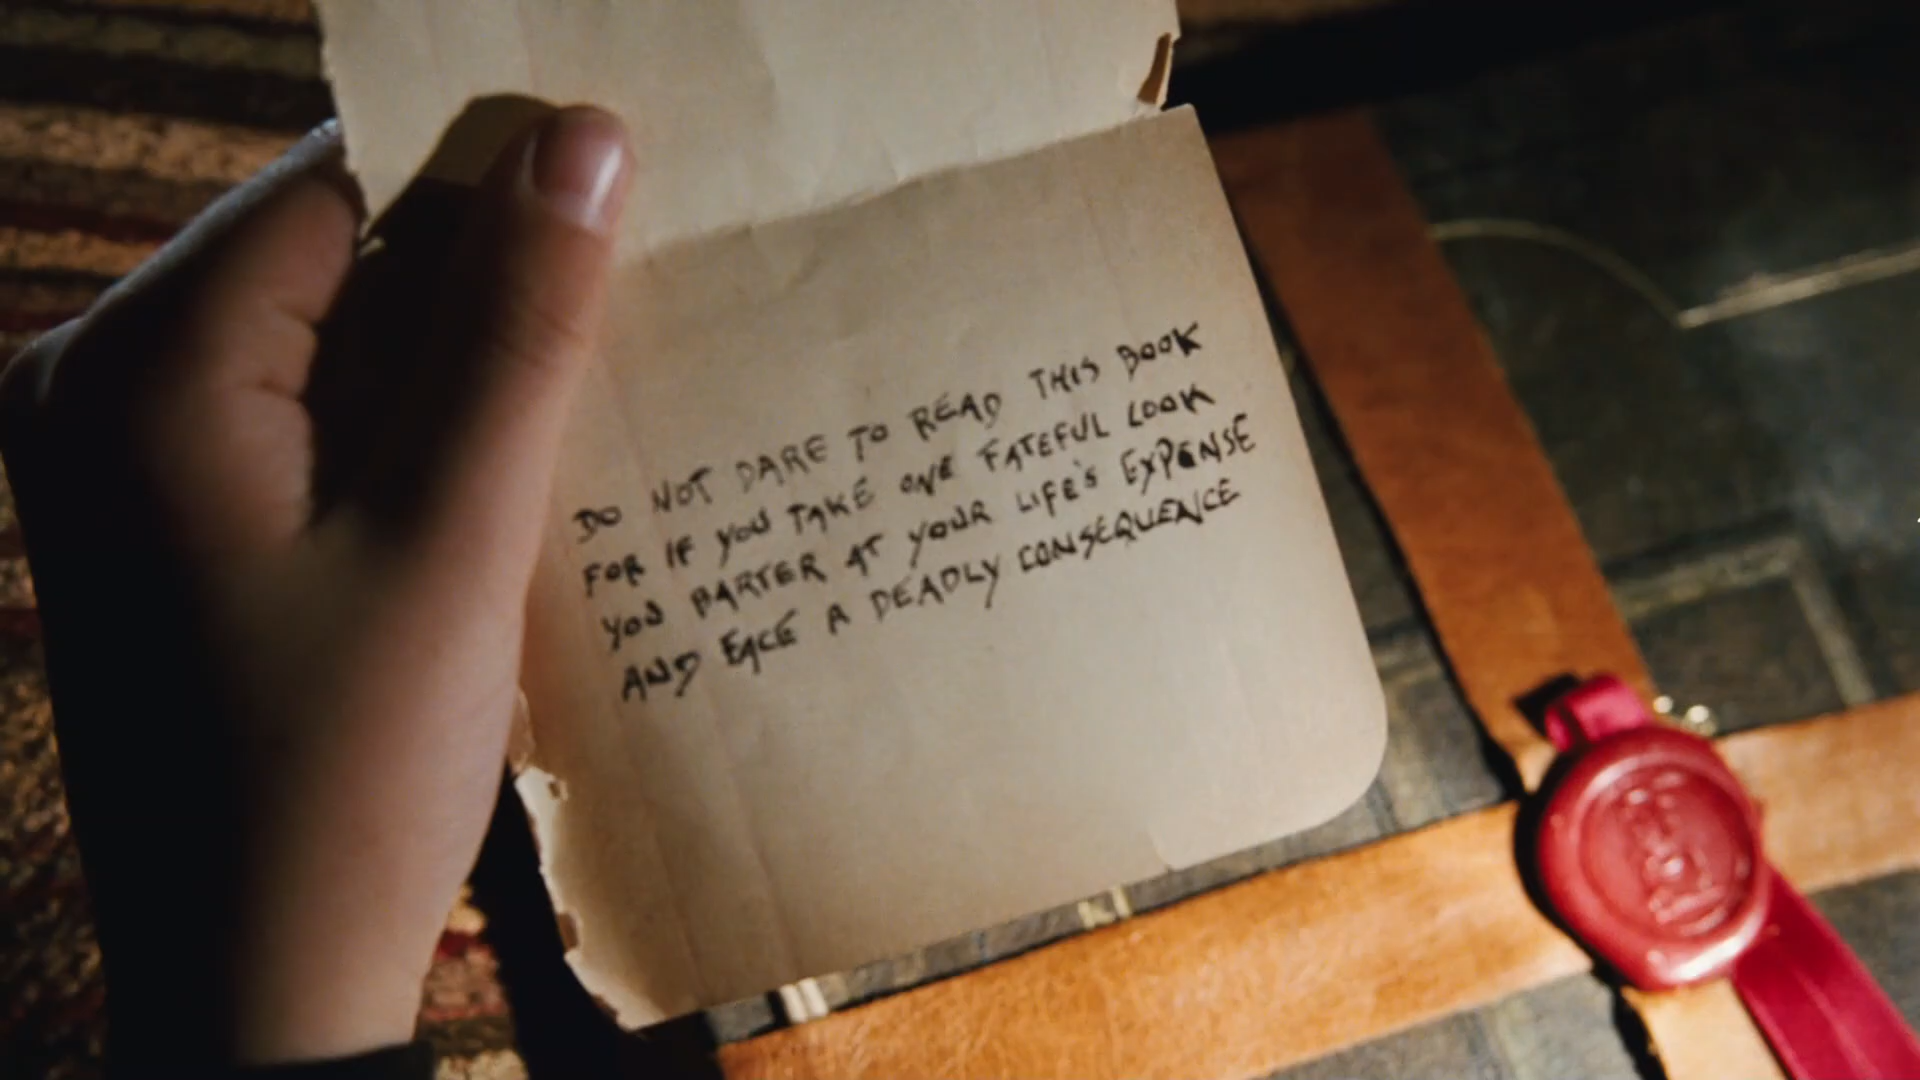 DO NOT DARE TO READ THIS BOOK
FOR IF YOU TAKE ONE FATEFUL LOOK
YOU BARTER AT YOUR LIFE'S EXPENSE
AND FACE A DEADLY CONSEQUENCE